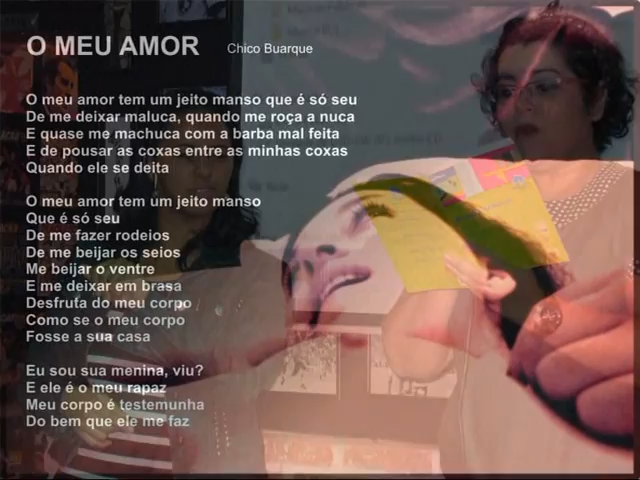 O MEU AMOR Chico Buarque
O meu amor tem um jeito manso que é só seu
De me deixar maluca, quando me roça a nuca
E quase me machuca com a barba mal feita
E de pousar as coxas entre as minhas coxas
Quando ele se deita
O meu amor tem um jeito manso
Que é só seu
De me fazer rodeios
De me beijar os seios
Me beijar o ventre
E me deixar em brasa
Desfruta do meu corpo
Como se o meu corpo
Fosse a sua casa
Eu sou sua menina, viu?
E ele é o meu rapaz
Meu corpo é testemunha
Do bem que ele me faz